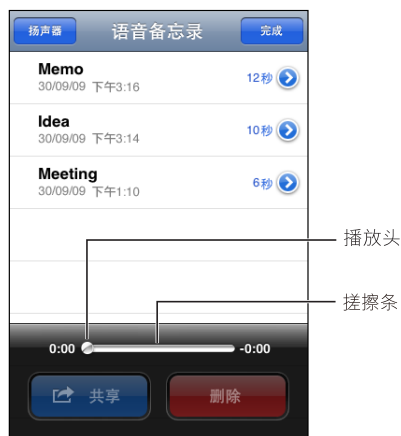 扬声器 语音备忘录 完成
Memo
30/09/09 下午3:16 12秒
Idea
30/09/09 下午3:14 10秒
Meeting
30/09/09 下午1:10 6秒
播放头
搓擦条
0:00 -0:00
共享 删除